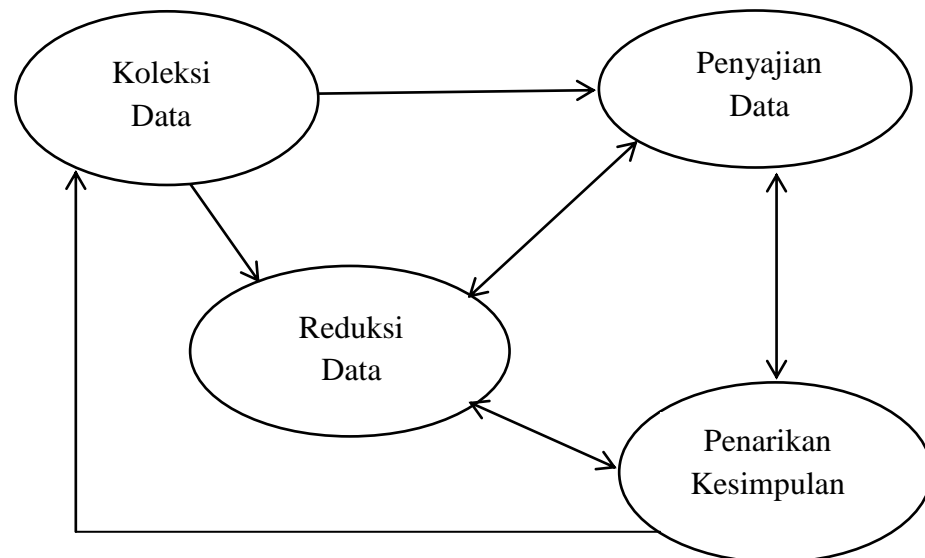 Koleksi
Data
Penyajian
Data
Reduksi
Data
Penarikan
Kesimpulan